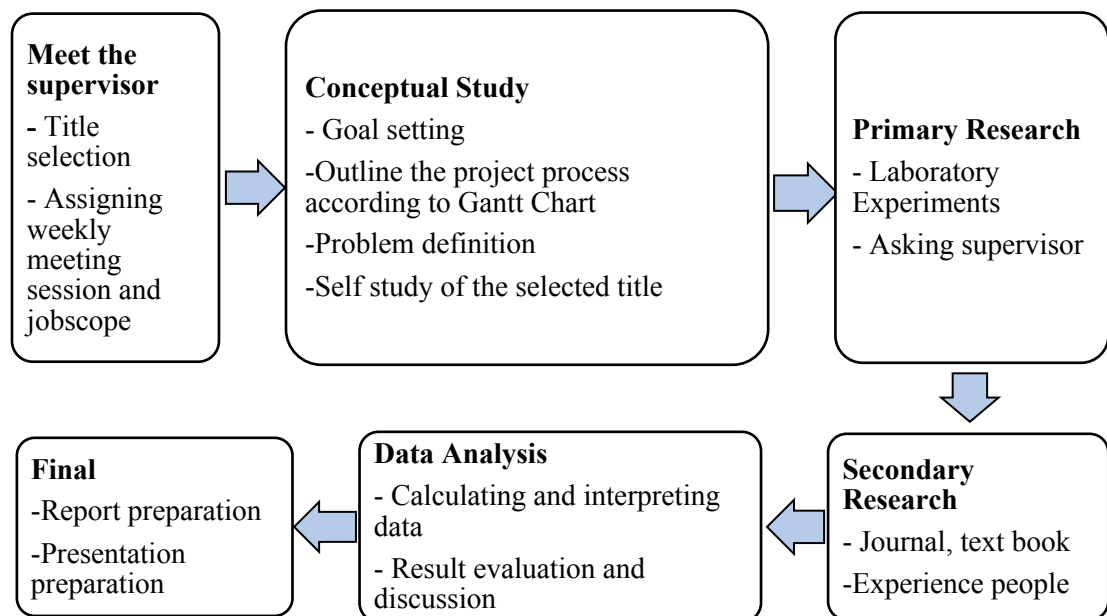 Meet the
supervisor
- Title
selection
- Assigning
weekly
meeting
session and
jobscope
Conceptual Study
- Goal setting
-Outline the project process
according to Gantt Chart
-Problem definition
-Self study of the selected title
Primary Research
- Laboratory
Experiments
- Asking supervisor
Secondary
Research
- Journal, text book
-Experience people
Data Analysis
- Calculating and interpreting
data
- Result evaluation and
discussion
Final
-Report preparation
-Presentation
preparation